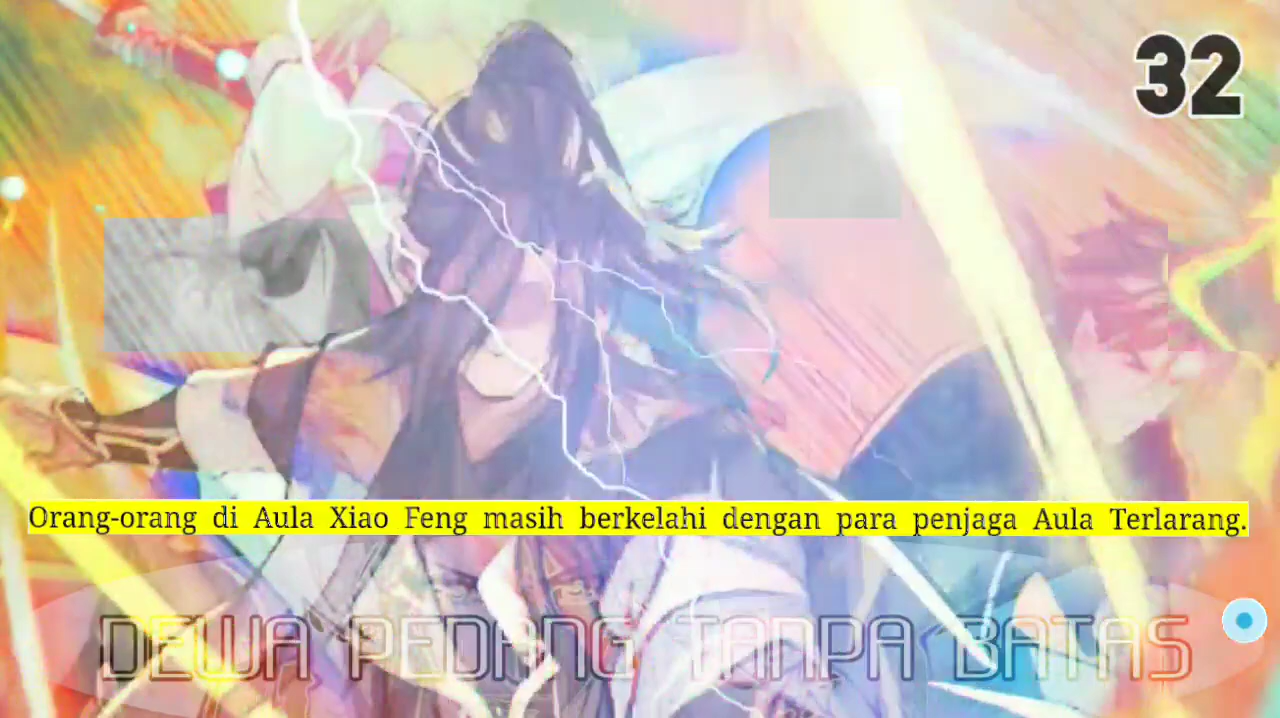 32
Orang-orang di Aula Xiao Feng masih berkelahi dengan para penjaga Aula Terlarang.
DEWA PEDANG TANPA BATAS